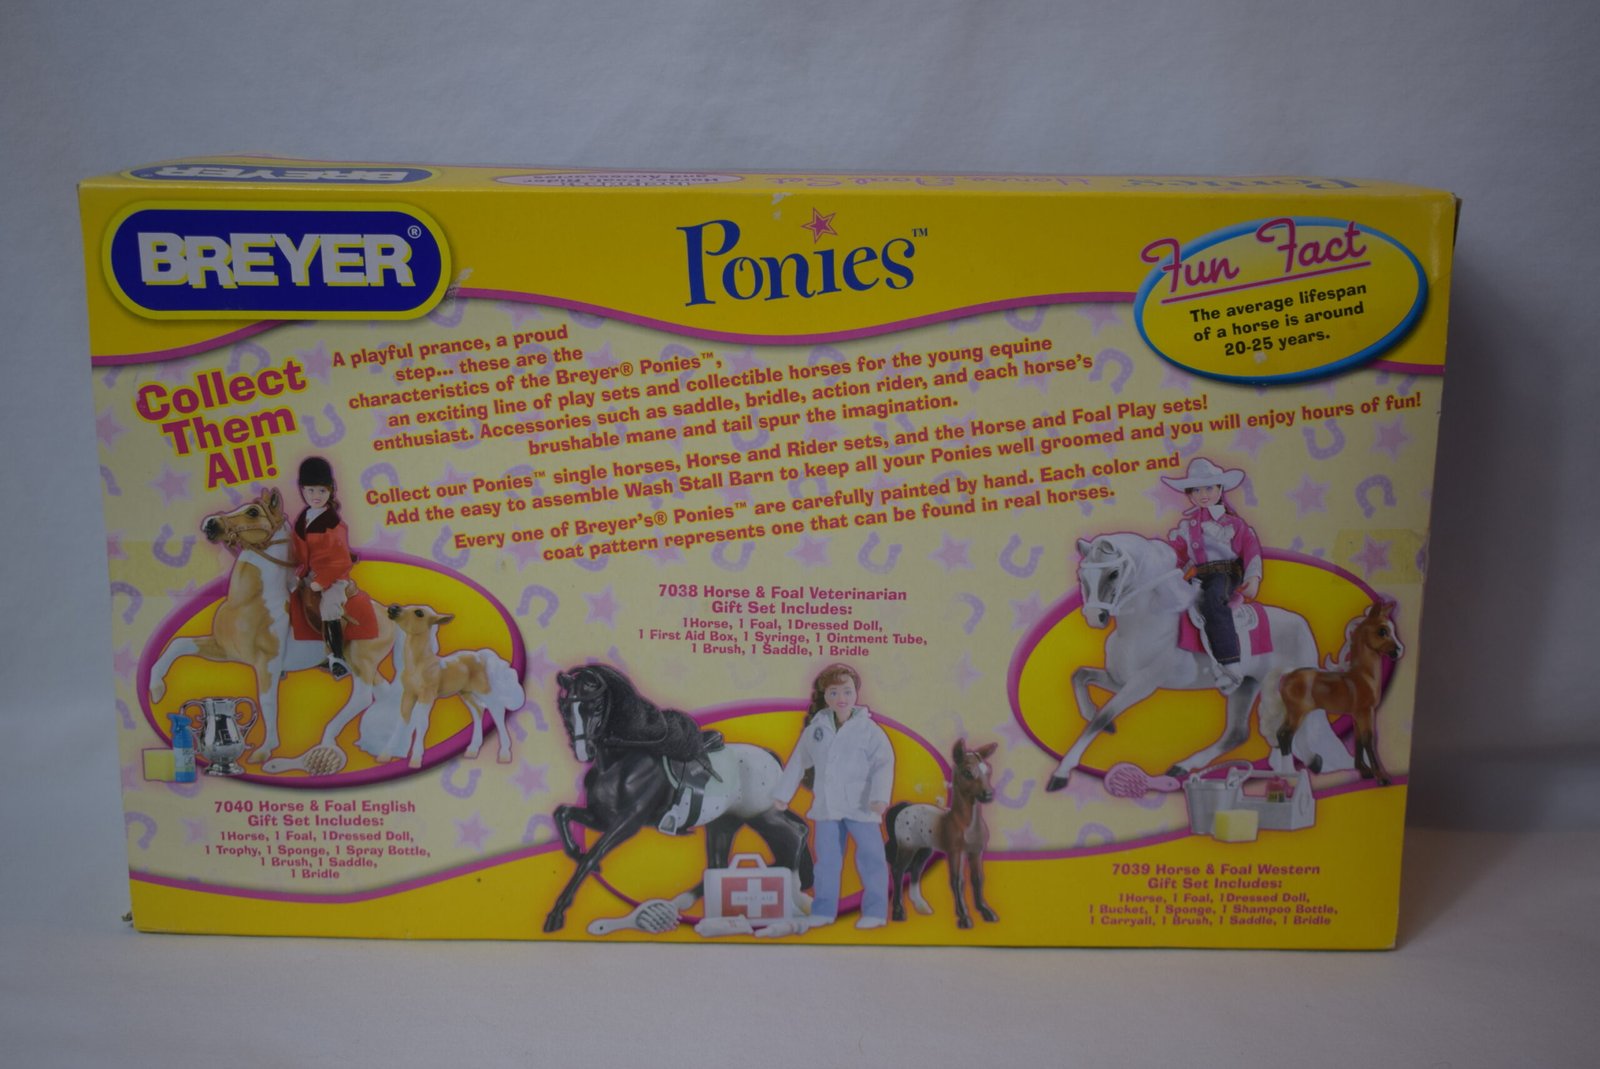 BREYER
Ponies Horse & Foal Set
BREYER®
Ponies™
Fun Fact
The average lifespan
of a horse is around
20-25 years.
Collect
Them
All!
A playful prance, a proud
step... these are the
characteristics of the Breyer® Ponies™,
an exciting line of play sets and collectible horses for the young equine
enthusiast. Accessories such as saddle, bridle, action rider, and each horse's
brushable mane and tail spur the imagination.
Collect our Ponies™ single horses, Horse and Rider sets, and the Horse and Foal Play sets!
Add the easy to assemble Wash Stall Barn to keep all your Ponies well groomed and you will enjoy hours of fun!
Every one of Breyer's® Ponies™ are carefully painted by hand. Each color and
coat pattern represents one that can be found in real horses.
7038 Horse & Foal Veterinarian
Gift Set Includes:
1Horse, 1 Foal, 1Dressed Doll,
1 First Aid Box, 1 Syringe, 1 Ointment Tube,
1 Brush, 1 Saddle, 1 Bridle
7040 Horse & Foal English
Gift Set Includes:
1Horse, 1 Foal, 1Dressed Doll,
1 Trophy, 1 Sponge, 1 Spray Bottle,
1 Brush, 1 Saddle,
1 Bridle
FIRST AID
7039 Horse & Foal Western
Gift Set Includes:
1Horse, 1 Foal, 1Dressed Doll,
1 Bucket, 1 Sponge, 1 Shampoo Bottle,
1 Carryall, 1 Brush, 1 Saddle, 1 Bridle